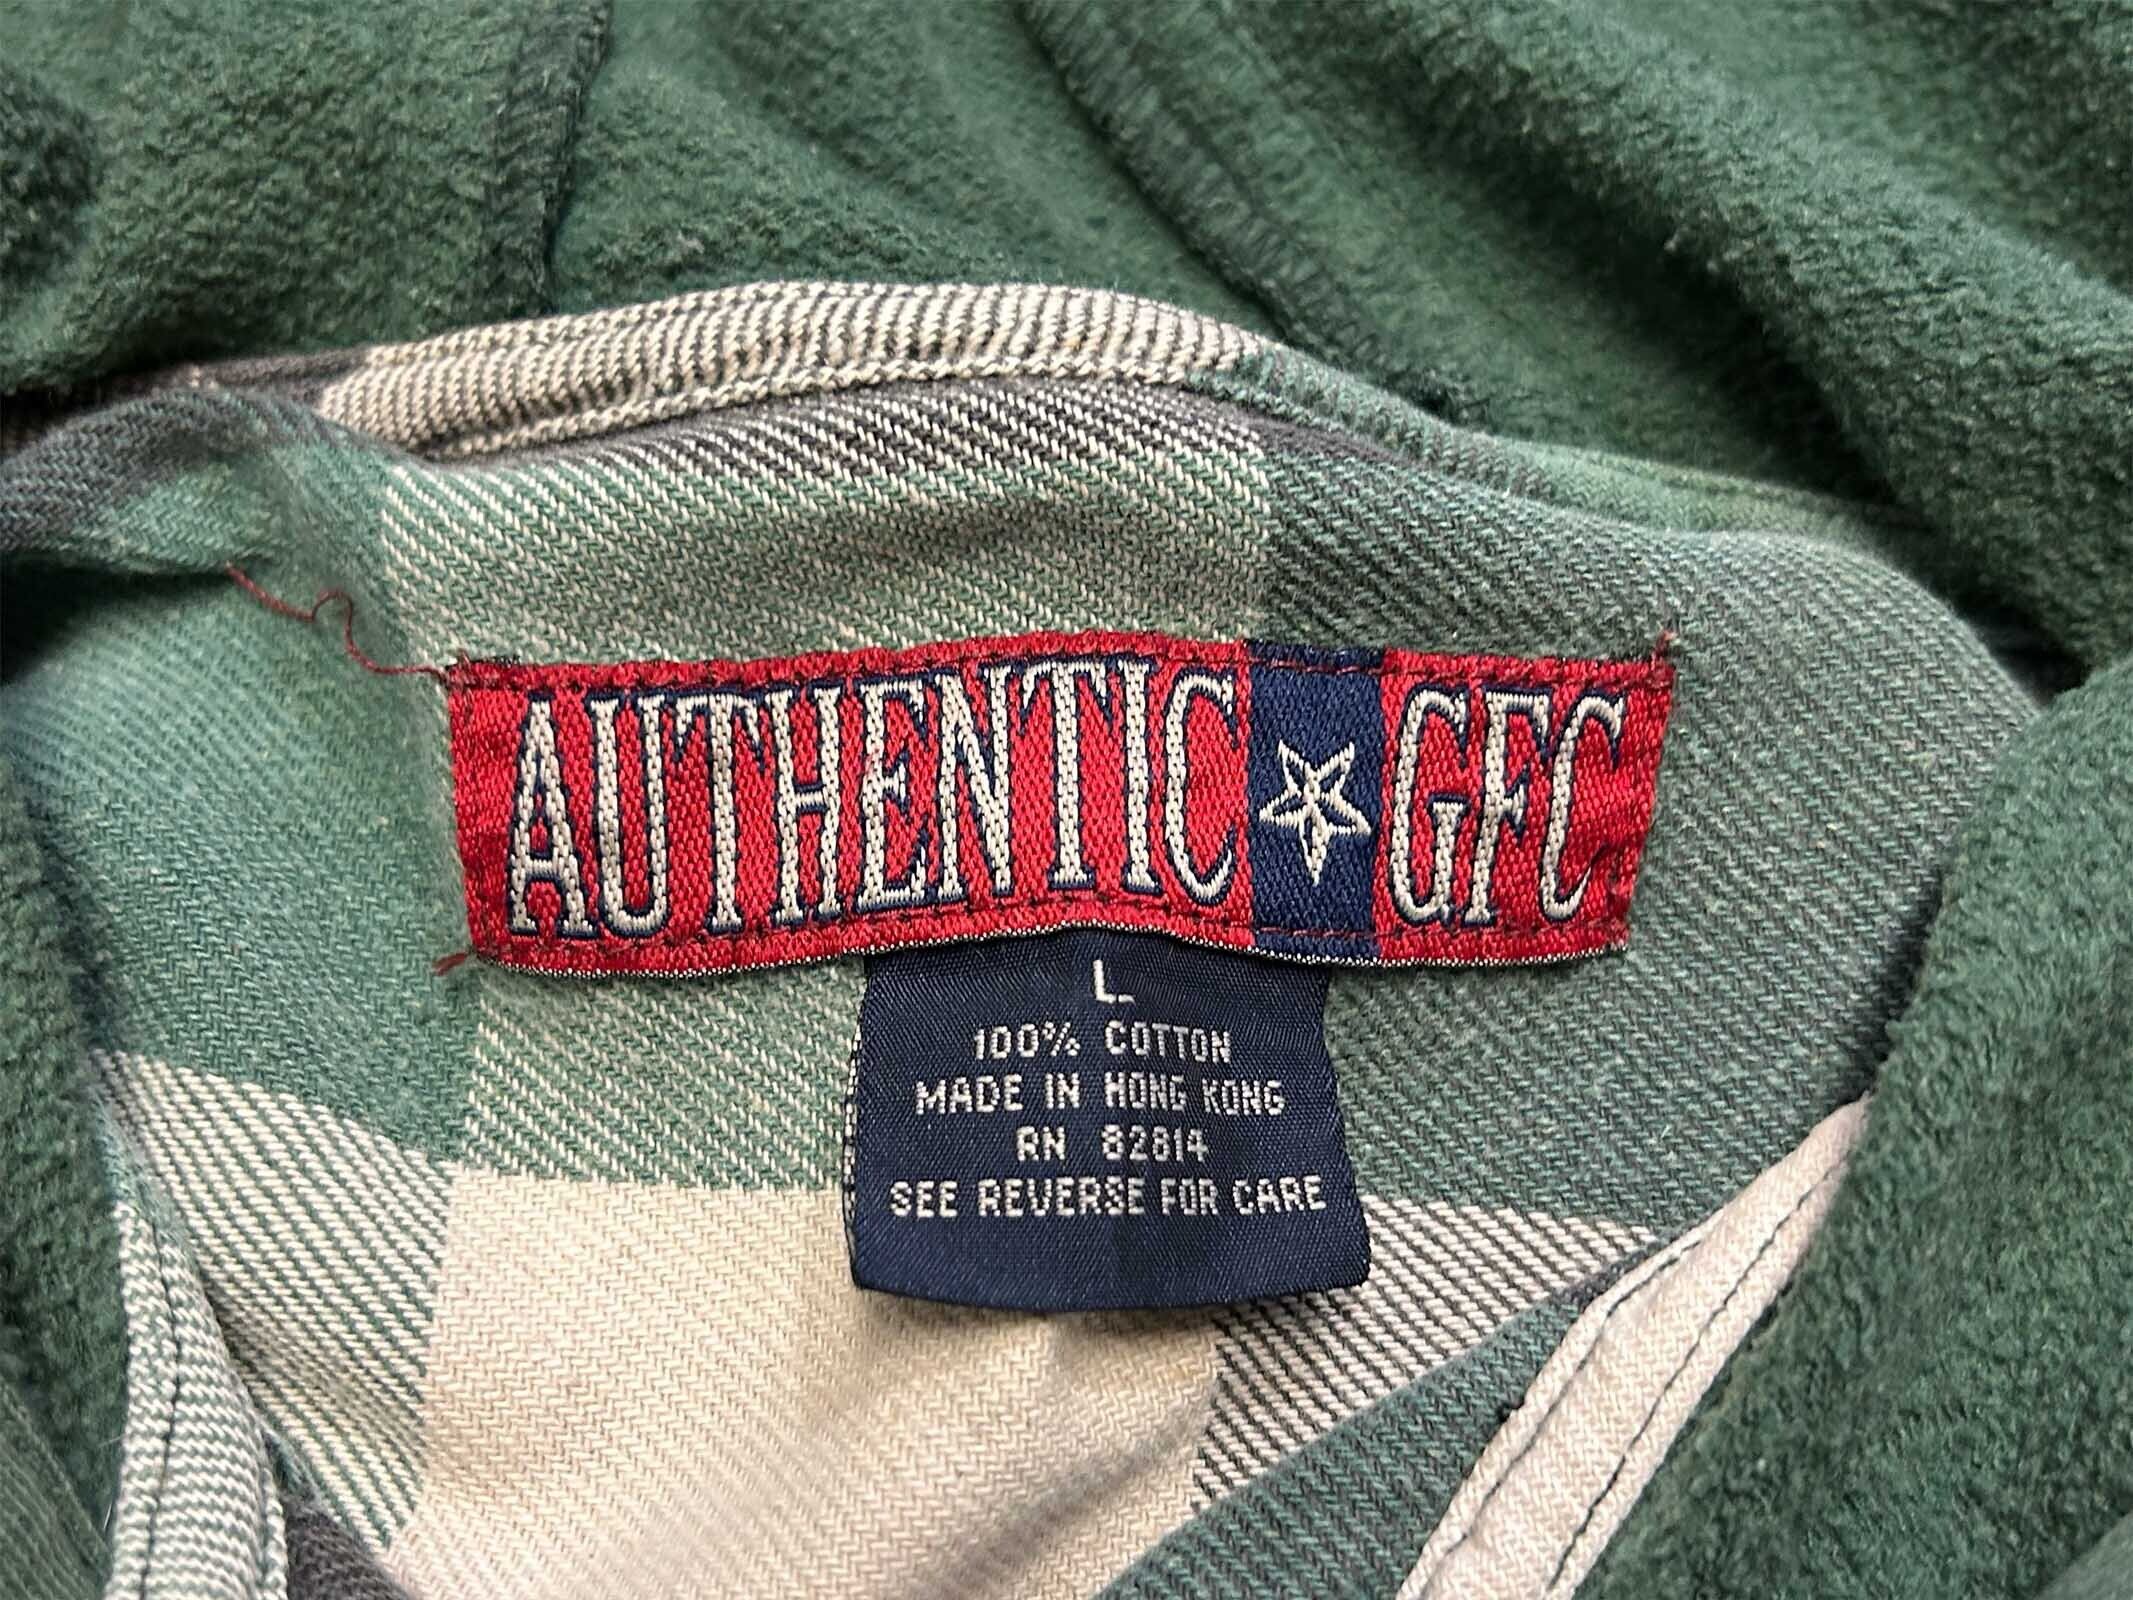 AUTHENTIC GFC
L
100% COTTON
MADE IN HONG KONG
RN 82814
SEE REVERSE FOR CARE